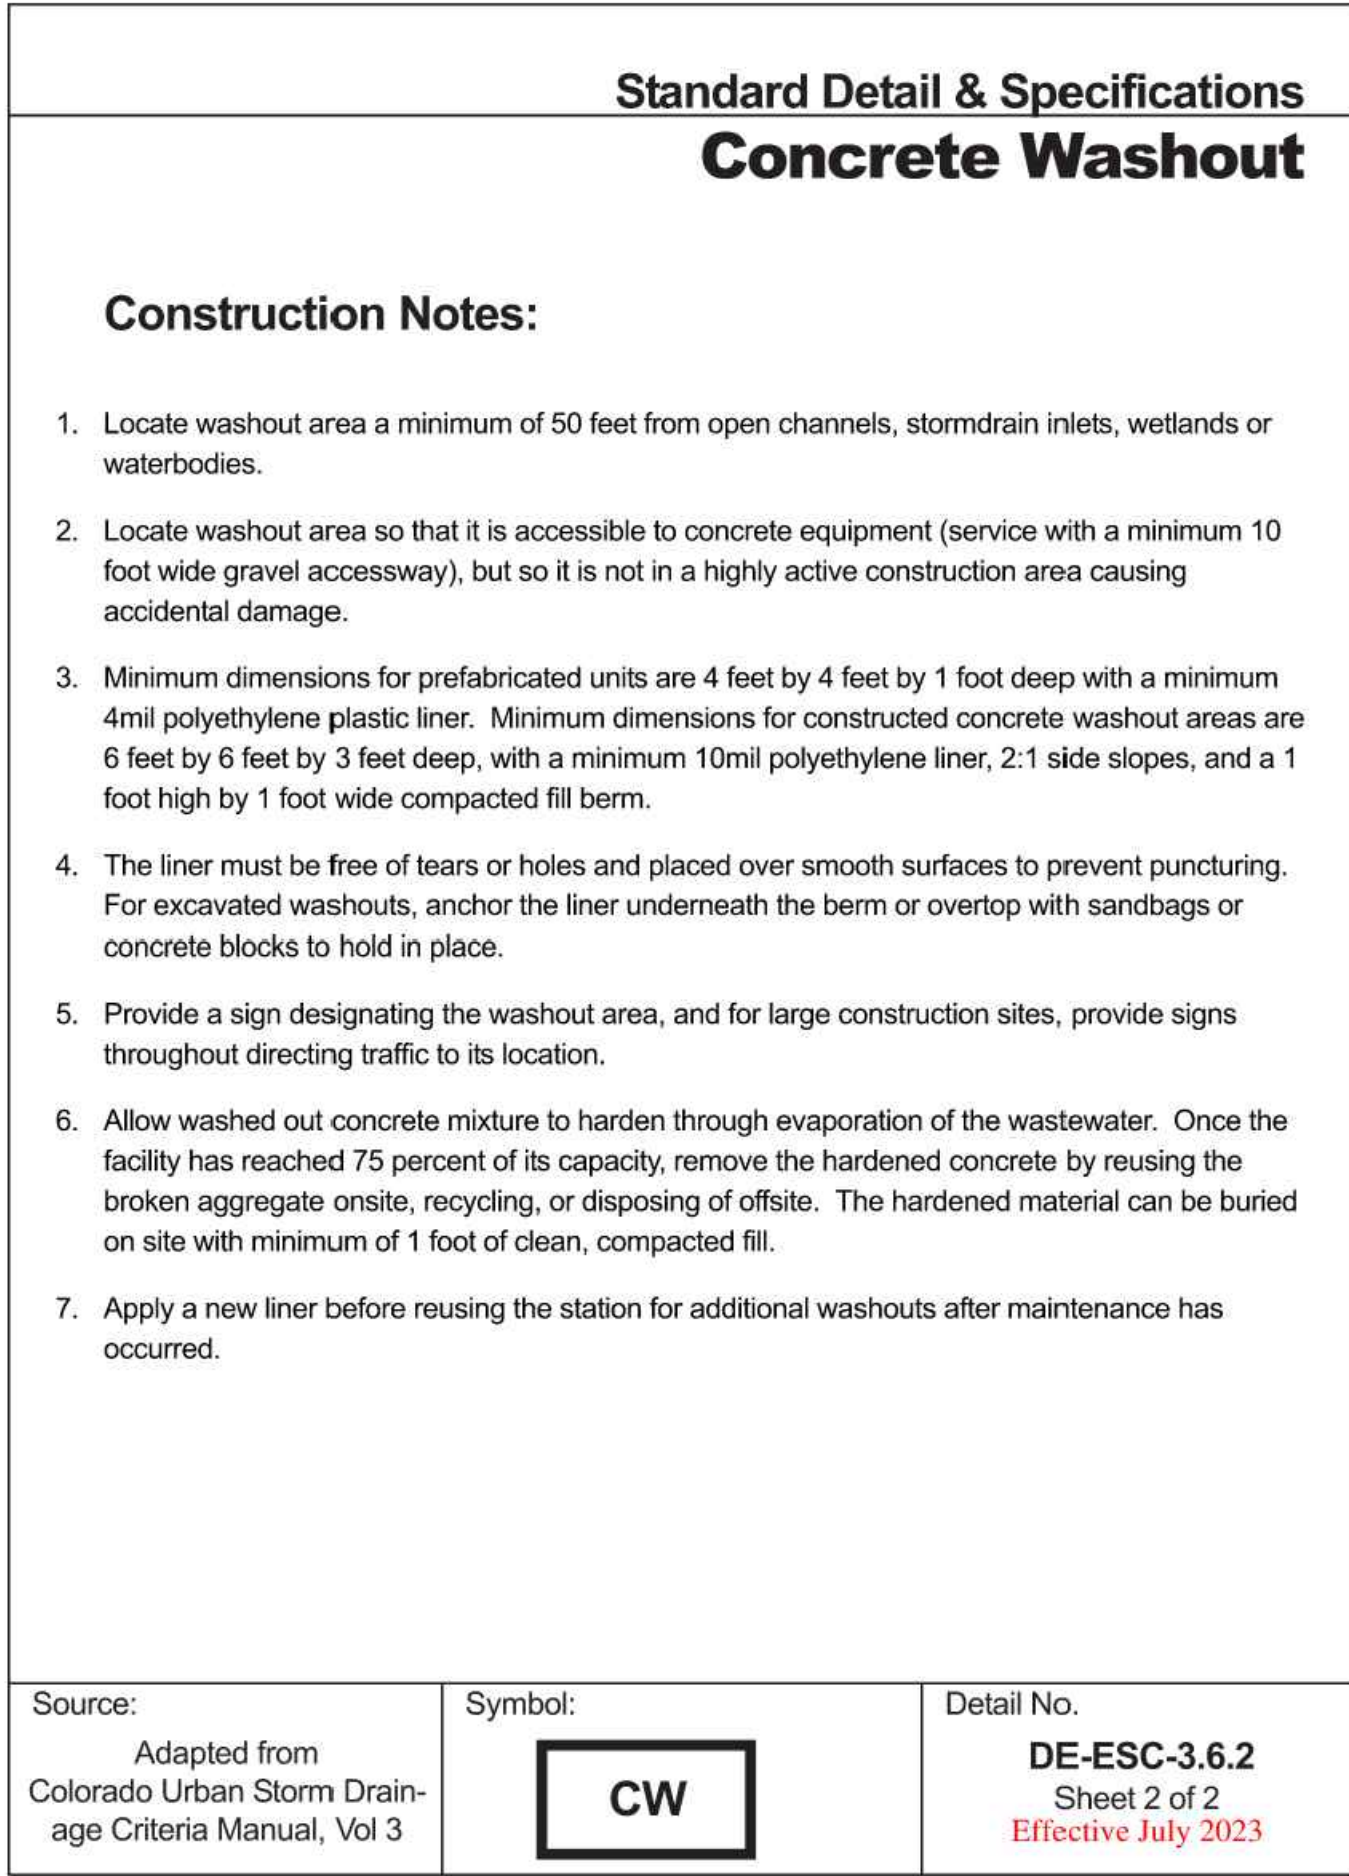 Standard Detail & Specifications
Concrete Washout
Construction Notes:
1. Locate washout area a minimum of 50 feet from open channels, stormdrain inlets, wetlands or
waterbodies.
2. Locate washout area so that it is accessible to concrete equipment (service with a minimum 10
foot wide gravel accessway), but so it is not in a highly active construction area causing
accidental damage.
3. Minimum dimensions for prefabricated units are 4 feet by 4 feet by 1 foot deep with a minimum
4mil polyethylene plastic liner. Minimum dimensions for constructed concrete washout areas are
6 feet by 6 feet by 3 feet deep, with a minimum 10mil polyethylene liner, 2:1 side slopes, and a 1
foot high by 1 foot wide compacted fill berm.
4. The liner must be free of tears or holes and placed over smooth surfaces to prevent puncturing.
For excavated washouts, anchor the liner underneath the berm or overtop with sandbags or
concrete blocks to hold in place.
5. Provide a sign designating the washout area, and for large construction sites, provide signs
throughout directing traffic to its location.
6. Allow washed out concrete mixture to harden through evaporation of the wastewater. Once the
facility has reached 75 percent of its capacity, remove the hardened concrete by reusing the
broken aggregate onsite, recycling, or disposing of offsite. The hardened material can be buried
on site with minimum of 1 foot of clean, compacted fill.
7. Apply a new liner before reusing the station for additional washouts after maintenance has
occurred.
Source:
Adapted from
Colorado Urban Storm Drain-
age Criteria Manual, Vol 3
Symbol:
CW
Detail No.
DE-ESC-3.6.2
Sheet 2 of 2
Effective July 2023